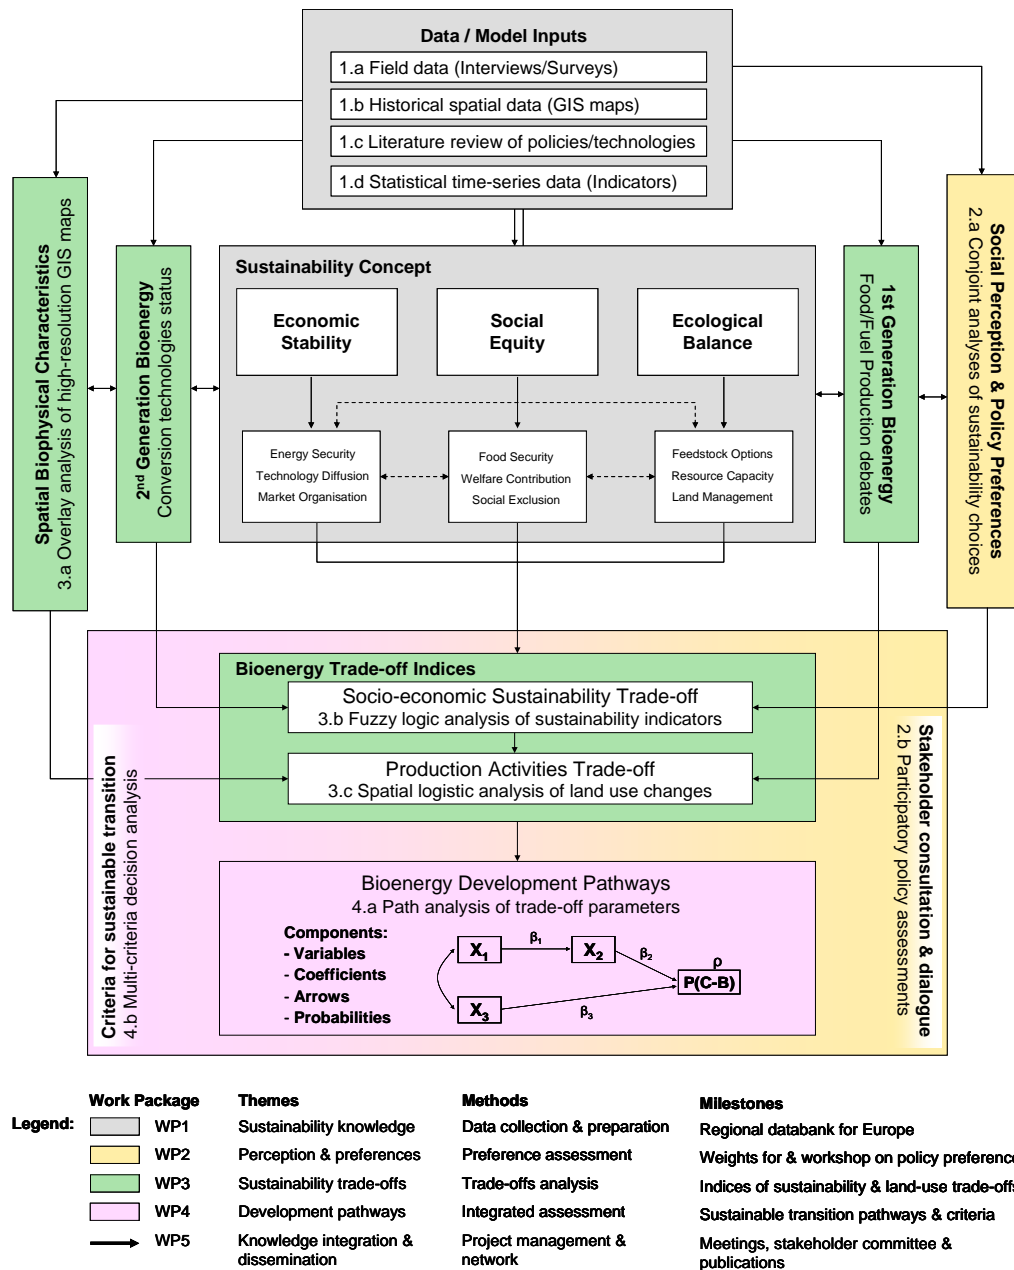 Data / Model Inputs
1.a Field data (Interviews/Surveys)
1.b Historical spatial data (GIS maps)
1.c Literature review of policies/technologies
1.d Statistical time-series data (Indicators)
Spatial Biophysical Characteristics
3.a Overlay analysis of high-resolution GIS maps
2nd Generation Bioenergy
Conversion technologies status
Sustainability Concept
Economic
Stability
Social
Equity
Ecological
Balance
Energy Security
Technology Diffusion
Market Organisation
Food Security
Welfare Contribution
Social Exclusion
Feedstock Options
Resource Capacity
Land Management
1st Generation Bioenergy
Food/Fuel Production
debates
Social Perception & Policy Preferences
2.a Conjoint analyses of sustainability
choices
Criteria for sustainable transition
4.b Multi-criteria decision analysis
Bioenergy Trade-off Indices
Socio-economic Sustainability Trade-off
3.b Fuzzy logic analysis of sustainability indicators
Production Activities Trade-off
3.c Spatial logistic analysis of land use changes
Stakeholder consultation & dialogue
2.b Participatory policy
assessments
Bioenergy Development Pathways
4.a Path analysis of trade-off parameters
Components:
- Variables
- Coefficients
- Arrows
- Probabilities
X1
β1
X2
β2
ρ
P(C-B)
X3
β3
Legend:
Work Package Themes Methods Milestones
WP1 Sustainability knowledge Data collection & preparation Regional databank for Europe
WP2 Perception & preferences Preference assessment Weights for & workshop on policy preference
WP3 Sustainability trade-offs Trade-offs analysis Indices of sustainability & land-use trade-offs
WP4 Development pathways Integrated assessment Sustainable transition pathways & criteria
WP5 Knowledge integration & Project management & Meetings, stakeholder committee &
dissemination network publications